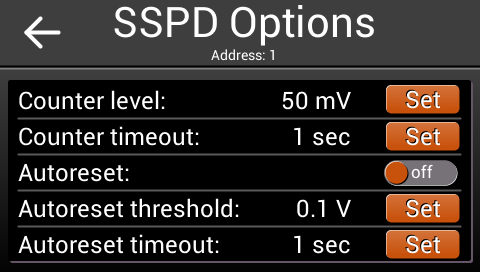 SSPD Options
Address: 1
Counter level: 50 mV Set
Counter timeout: 1 sec Set
Autoreset: off
Autoreset threshold: 0.1 V Set
Autoreset timeout: 1 sec Set